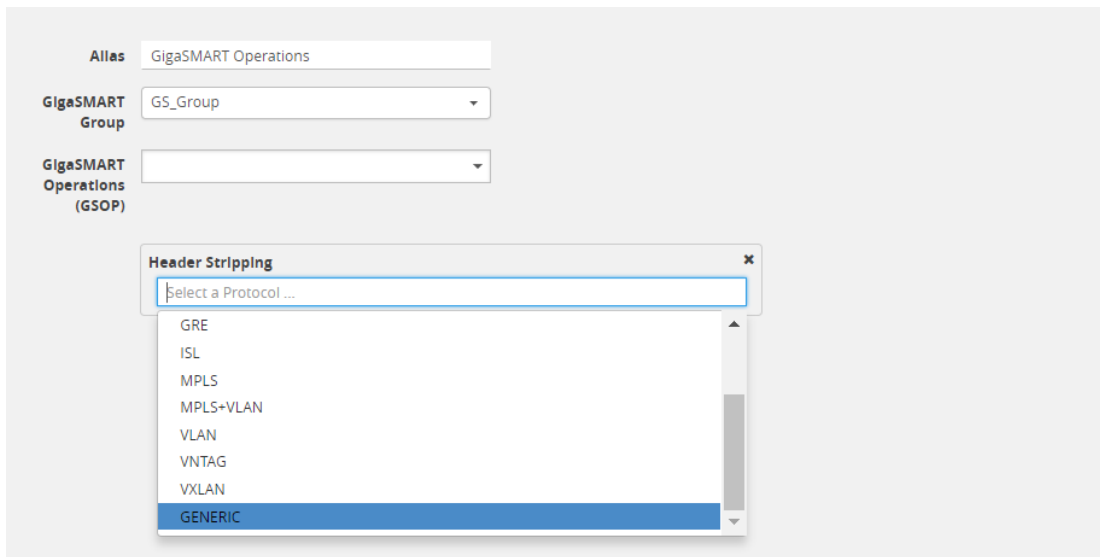 Alias GigaSMART Operations
GigaSMART
Group
GS_Group
GigaSMART
Operations
(GSOP)
Header Stripping
Select a Protocol ...
GRE
ISL
MPLS
MPLS+VLAN
VLAN
VNTAG
VXLAN
GENERIC